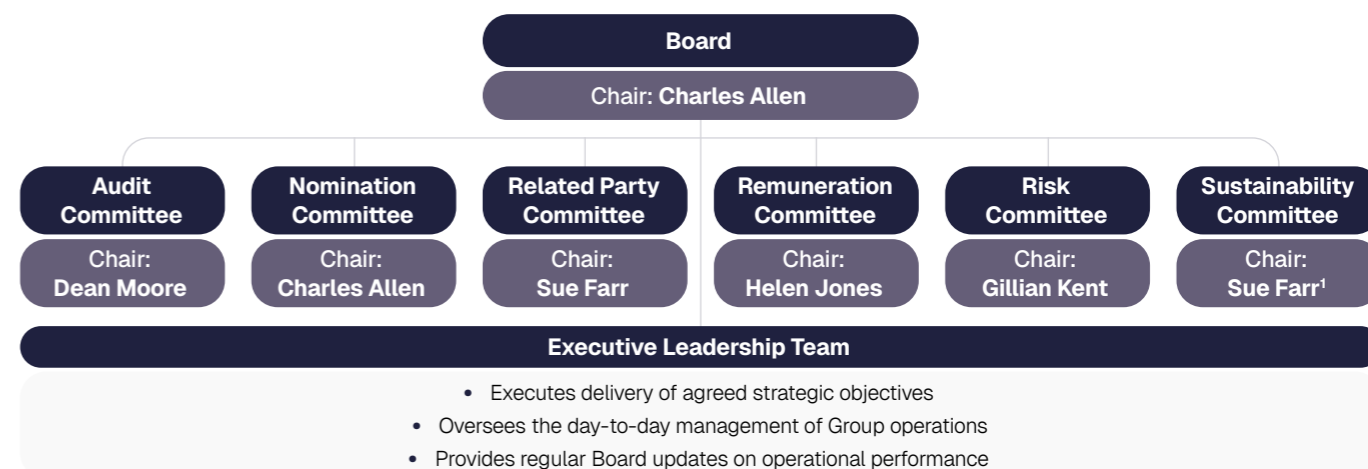 Board
Chair: Charles Allen
Audit
Committee
Chair:
Dean Moore
Nomination
Committee
Chair:
Charles Allen
Related Party
Committee
Chair:
Sue Farr
Remuneration
Committee
Chair:
Helen Jones
Risk
Committee
Chair:
Gillian Kent
Sustainability
Committee
Chair:
Sue Farr¹
Executive Leadership Team
• Executes delivery of agreed strategic objectives
• Oversees the day-to-day management of Group operations
• Provides regular Board updates on operational performance